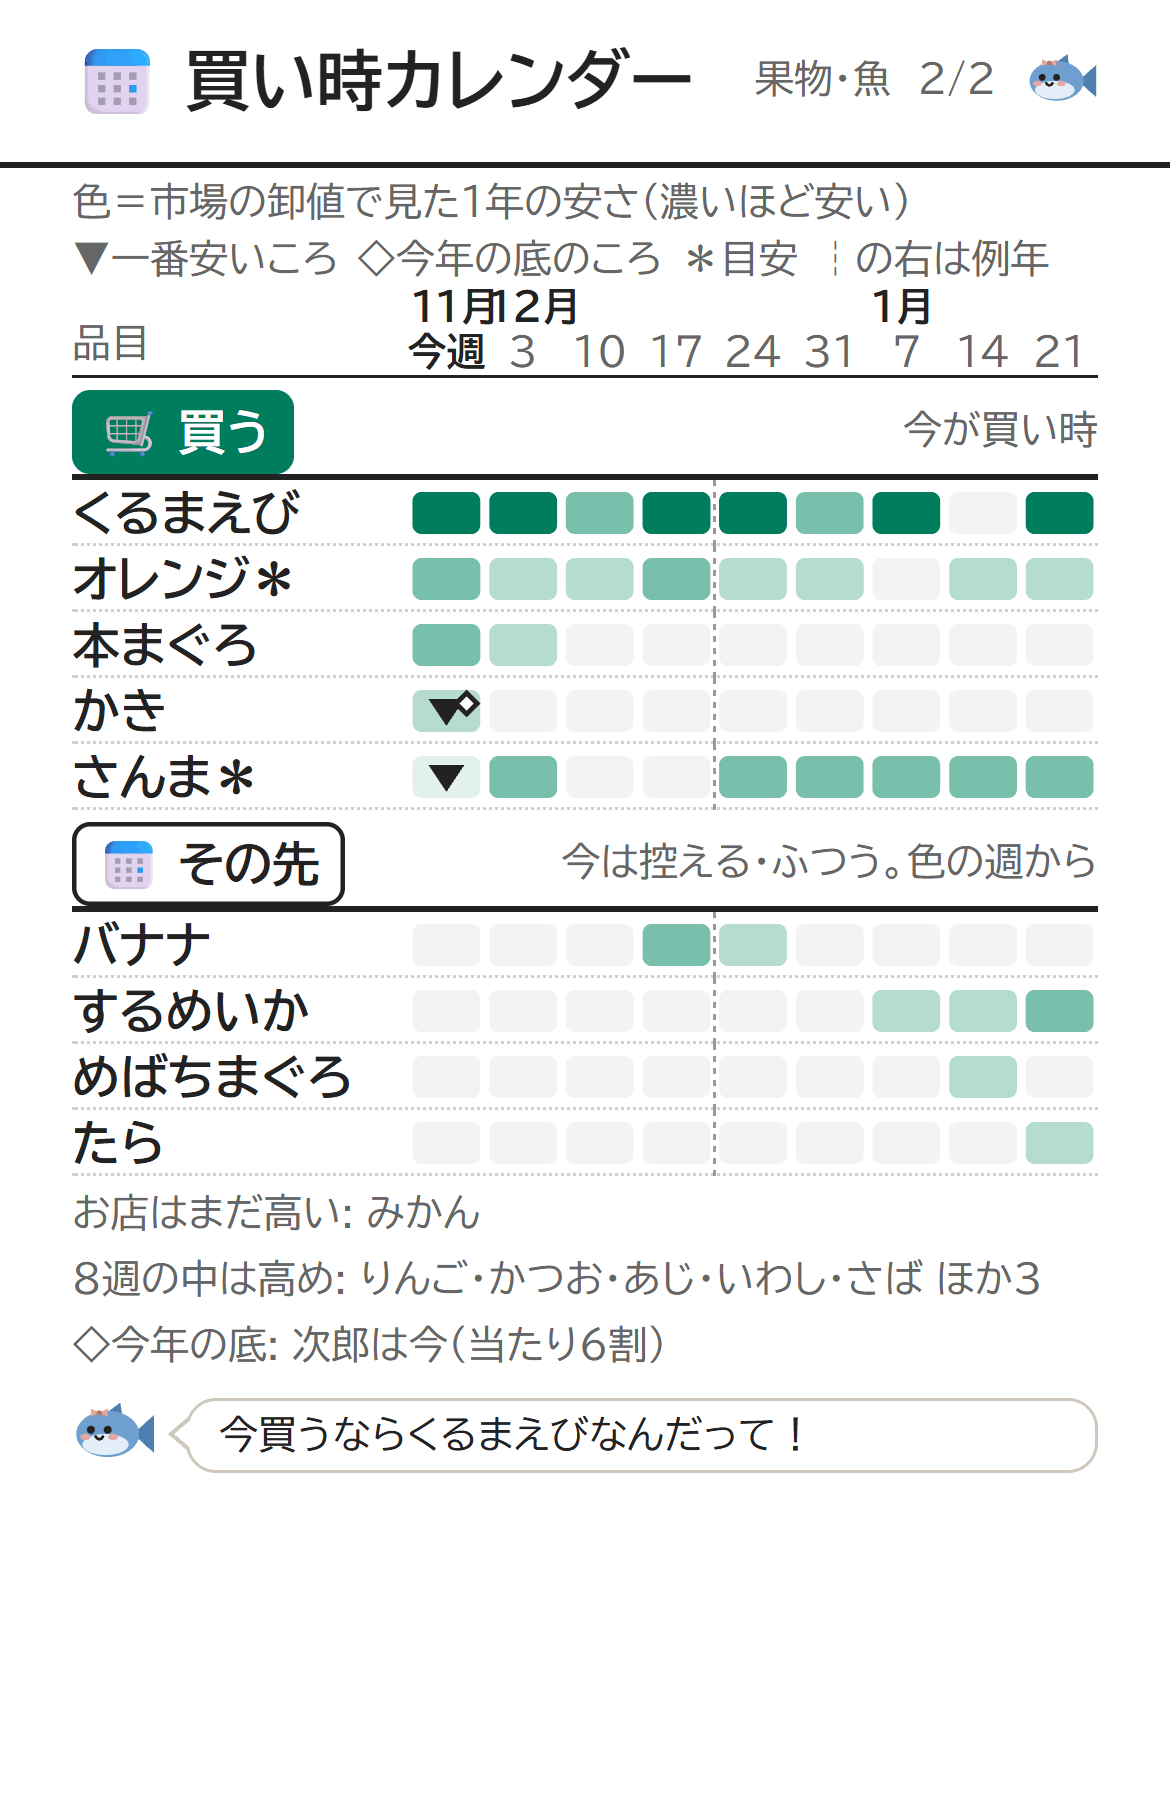 買い時カレンダー 果物・魚 2/2
色＝市場の卸値で見た1年の安さ（濃いほど安い）
▼一番安いころ ◇今年の底のころ ＊目安 ┊の右は例年
11月 12月 1月
品目 今週 3 10 17 24 31 7 14 21
買う 今が買い時
くるまえび
オレンジ＊
本まぐろ
かき ▼◇
さんま＊ ▼
その先 今は控える・ふつう。色の週から
バナナ
するめいか
めばちまぐろ
たら
お店はまだ高い: みかん
8週の中は高め: りんご・かつお・あじ・いわし・さば ほか3
◇今年の底: 次郎は今（当たり6割）
今買うならくるまえびなんだって！